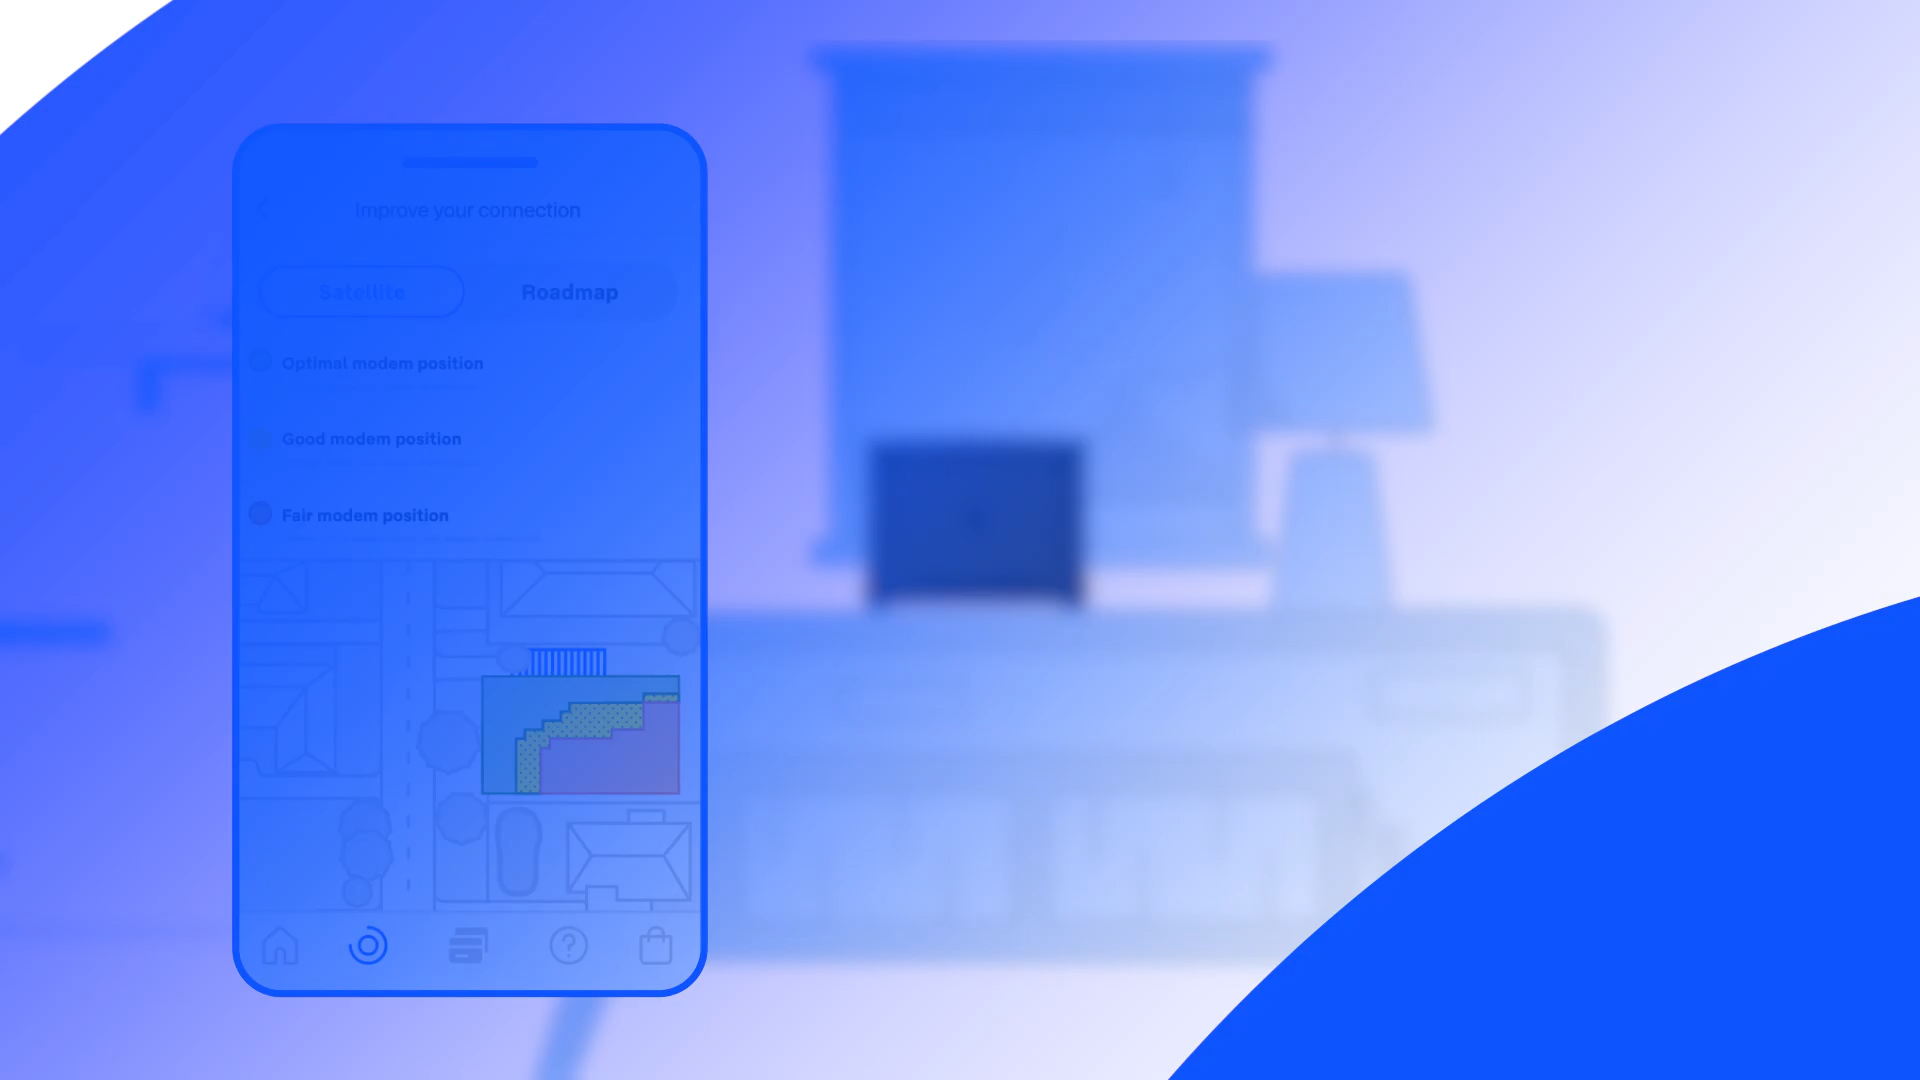 Improve your connection
Satellite
Roadmap
Optimal modem position
Good modem position
Fair modem position